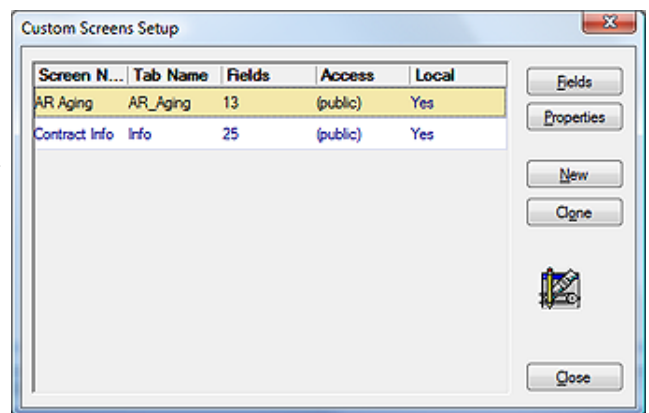 Custom Screens Setup
Screen N... Tab Name Fields Access Local
AR Aging AR_Aging 13 (public) Yes
Contract Info Info 25 (public) Yes
Fields
Properties
New
Clone
Close